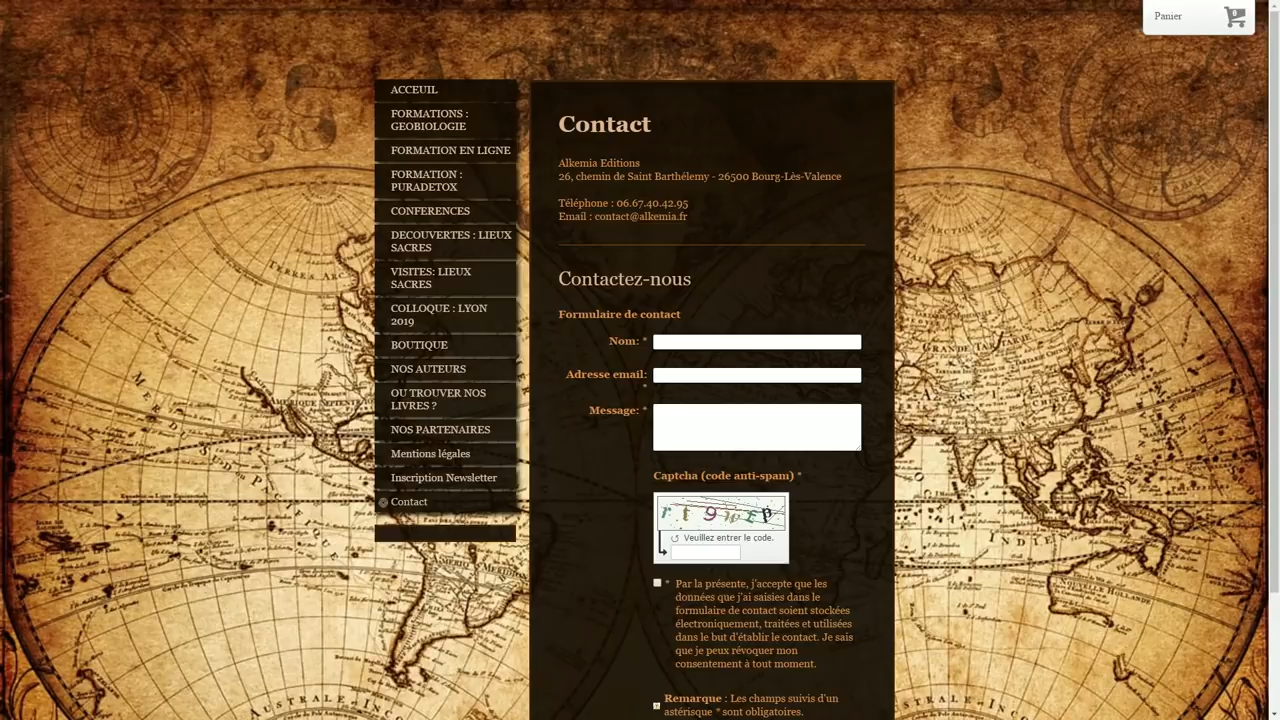 Panier
0
ACCEUIL
FORMATIONS :
GEOBIOLOGIE
FORMATION EN LIGNE
FORMATION :
PURADETOX
CONFERENCES
DECOUVERTES : LIEUX
SACRES
VISITES: LIEUX
SACRES
COLLOQUE : LYON
2019
BOUTIQUE
NOS AUTEURS
OU TROUVER NOS
LIVRES ?
NOS PARTENAIRES
Mentions légales
Inscription Newsletter
Contact
Contact
Alkemia Editions
26, chemin de Saint Barthélemy - 26500 Bourg-Lès-Valence
Téléphone : 06.67.40.42.95
Email : contact@alkemia.fr
Contactez-nous
Formulaire de contact
Nom: *
Adresse email:
*
Message: *
Captcha (code anti-spam) *
Veuillez entrer le code.
* Par la présente, j'accepte que les
données que j'ai saisies dans le
formulaire de contact soient stockées
électroniquement, traitées et utilisées
dans le but d'établir le contact. Je sais
que je peux révoquer mon
consentement à tout moment.
Remarque : Les champs suivis d'un
astérisque * sont obligatoires.